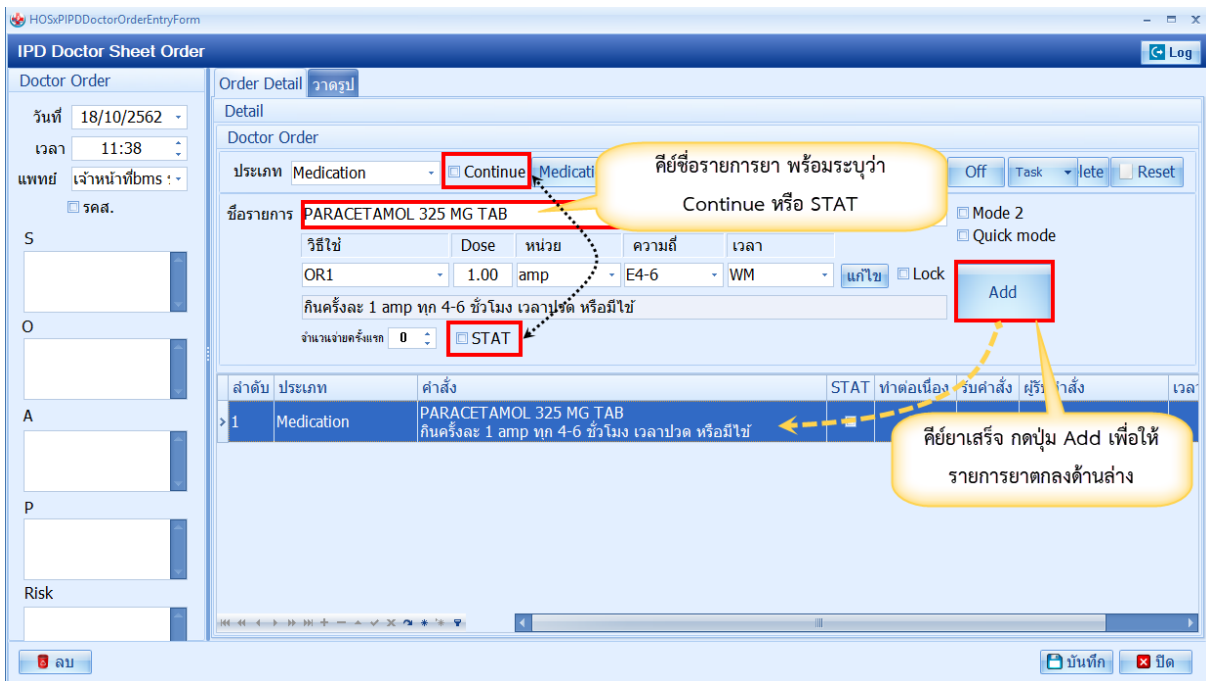 HOSxPIPDDoctorOrderEntryForm
IPD Doctor Sheet Order
Log
Doctor Order
วันที่ 18/10/2562
เวลา 11:38
แพทย์ เจ้าหน้าที่bms
รคส.
S
O
A
P
Risk
Order Detail วาดรูป
Detail
Doctor Order
ประเภท Medication Continue Off Task Reset
ชื่อรายการ PARACETAMOL 325 MG TAB
Mode 2
Quick mode
วิธีใช้ Dose หน่วย ความถี่ เวลา
OR1 1.00 amp E4-6 WM แก้ไข Lock
Add
กินครั้งละ 1 amp ทุก 4-6 ชั่วโมง เวลาปวด หรือมีไข้
จำนวนจ่ายครั้งแรก 0 STAT
คีย์ชื่อรายการยา พร้อมระบุว่า
Continue หรือ STAT
ลำดับ ประเภท คำสั่ง STAT ทำต่อเนื่อง รับคำสั่ง
1 Medication PARACETAMOL 325 MG TAB
กินครั้งละ 1 amp ทุก 4-6 ชั่วโมง เวลาปวด หรือมีไข้
คีย์ยาเสร็จ กดปุ่ม Add เพื่อให้
รายการยาตกลงด้านล่าง
ลบ บันทึก ปิด